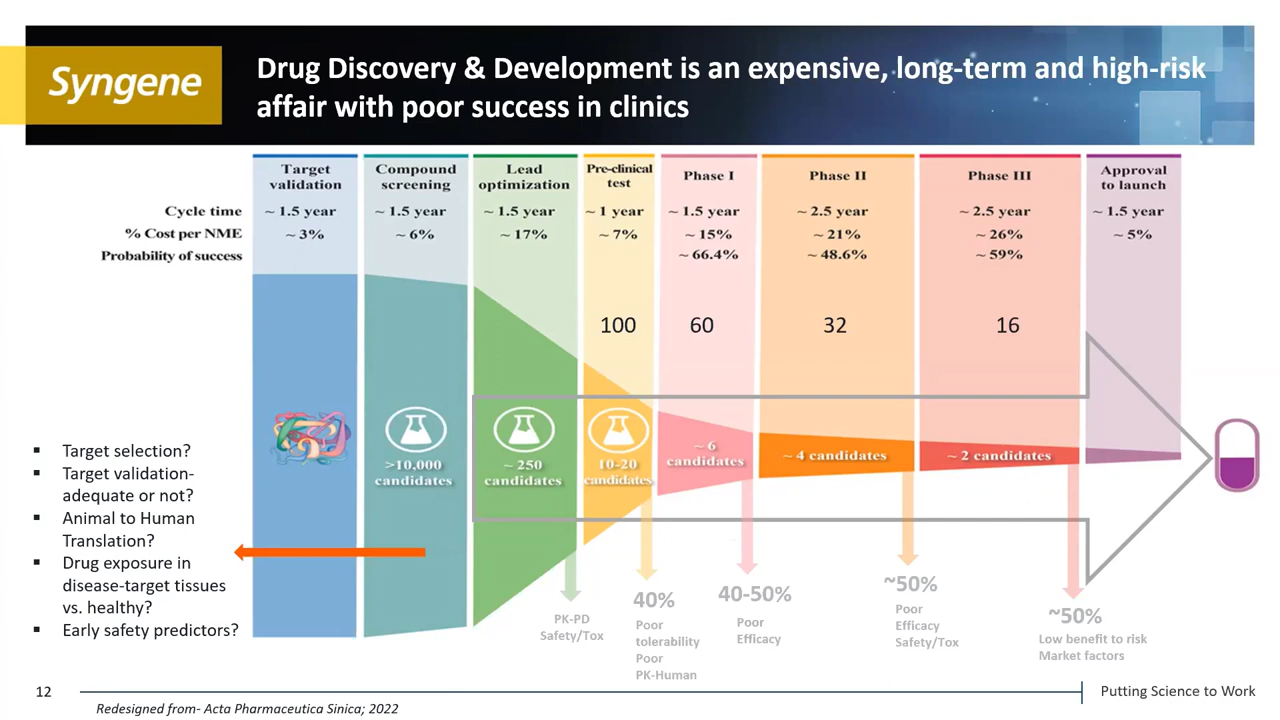 Syngene
Drug Discovery & Development is an expensive, long-term and high-risk
affair with poor success in clinics
Target
validation
Compound
screening
Lead
optimization
Pre-clinical
test
Phase I
Phase II
Phase III
Approval
to launch
Cycle time
~ 1.5 year
~ 1.5 year
~ 1.5 year
~ 1 year
~ 1.5 year
~ 2.5 year
~ 2.5 year
~ 1.5 year
% Cost per NME
~ 3%
~ 6%
~ 17%
~ 7%
~ 15%
~ 21%
~ 26%
~ 5%
Probability of success
~ 66.4%
~ 48.6%
~ 59%
100
60
32
16
>10,000
candidates
~ 250
candidates
10-20
candidates
~ 6
candidates
~ 4 candidates
~ 2 candidates
▪ Target selection?
▪ Target validation-
adequate or not?
▪ Animal to Human
Translation?
▪ Drug exposure in
disease-target tissues
vs. healthy?
▪ Early safety predictors?
PK-PD
Safety/Tox
40%
Poor
tolerability
Poor
PK-Human
40-50%
Poor
Efficacy
~50%
Poor
Efficacy
Safety/Tox
~50%
Low benefit to risk
Market factors
12
Redesigned from- Acta Pharmaceutica Sinica; 2022
Putting Science to Work